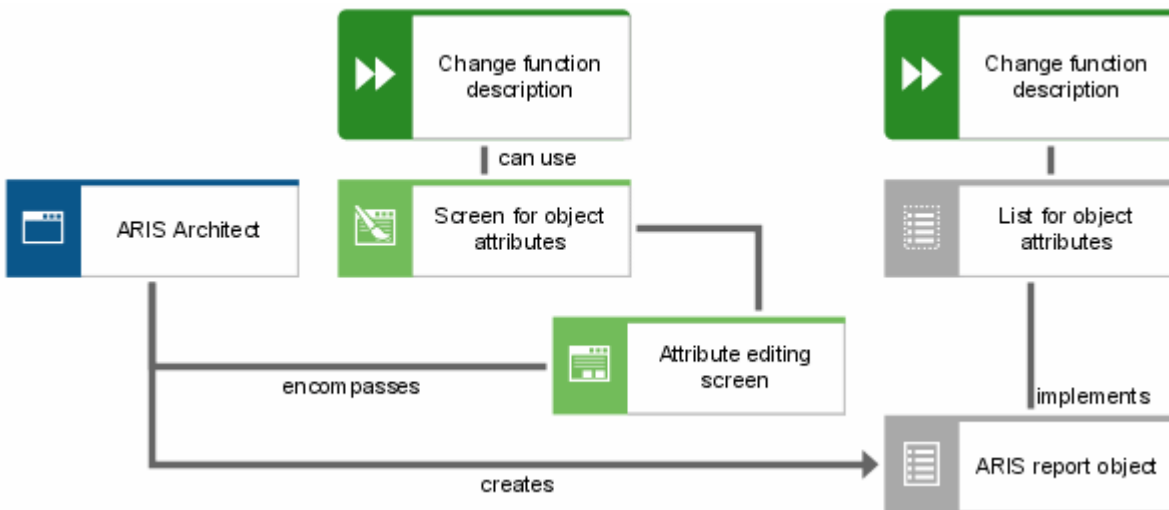 Change function
description
Change function
description
can use
ARIS Architect
Screen for object
attributes
List for object
attributes
Attribute editing
screen
encompasses
implements
ARIS report object
creates